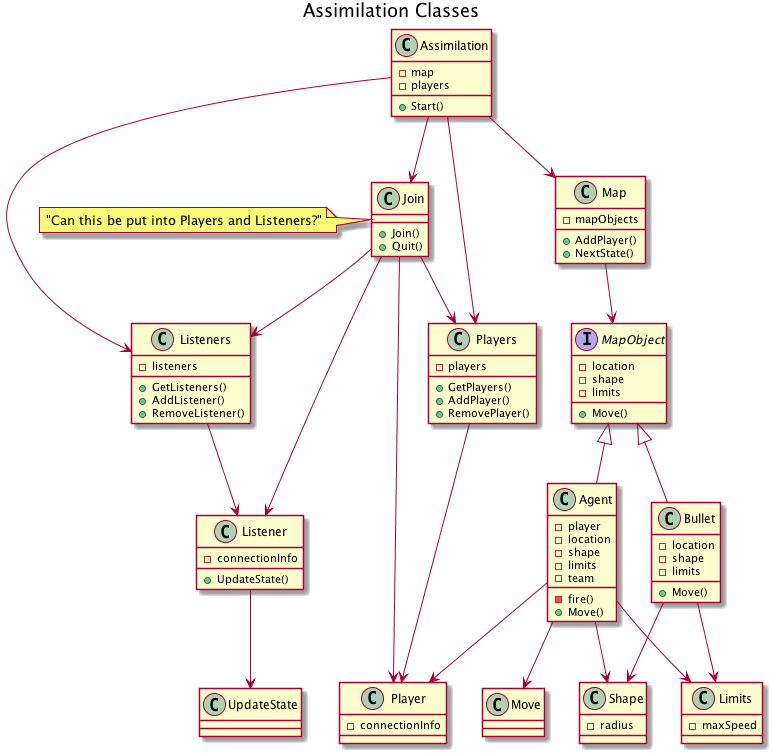 Assimilation Classes
C Assimilation
map
players
Start()
C Join
Join()
Quit()
"Can this be put into Players and Listeners?"
C Map
mapObjects
AddPlayer()
NextState()
C Listeners
listeners
GetListeners()
AddListener()
RemoveListener()
C Players
players
GetPlayers()
AddPlayer()
RemovePlayer()
I MapObject
location
shape
limits
Move()
C Listener
connectionInfo
UpdateState()
C Agent
player
location
shape
limits
team
fire()
Move()
C Bullet
location
shape
limits
Move()
C UpdateState
C Player
connectionInfo
C Move
C Shape
radius
C Limits
maxSpeed